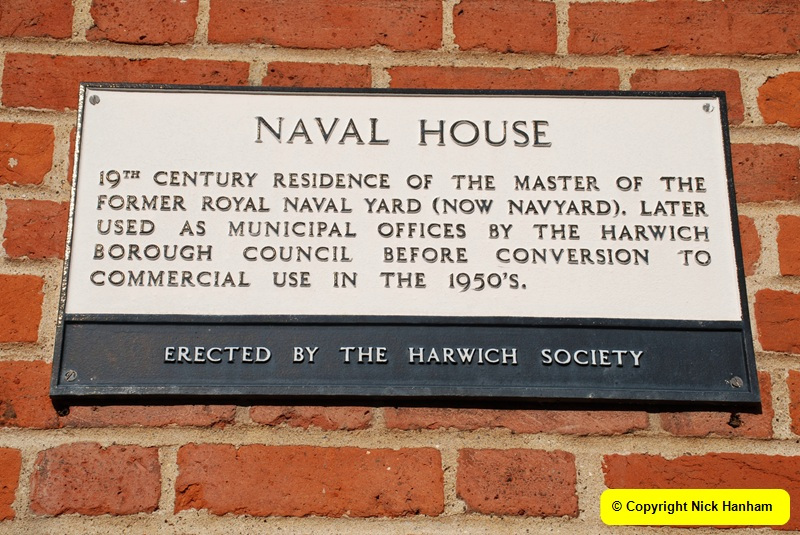 NAVAL HOUSE
19TH CENTURY RESIDENCE OF THE MASTER OF THE
FORMER ROYAL NAVAL YARD (NOW NAVYARD). LATER
USED AS MUNICIPAL OFFICES BY THE HARWICH
BOROUGH COUNCIL BEFORE CONVERSION TO
COMMERCIAL USE IN THE 1950'S.
ERECTED BY THE HARWICH SOCIETY
© Copyright Nick Hanham